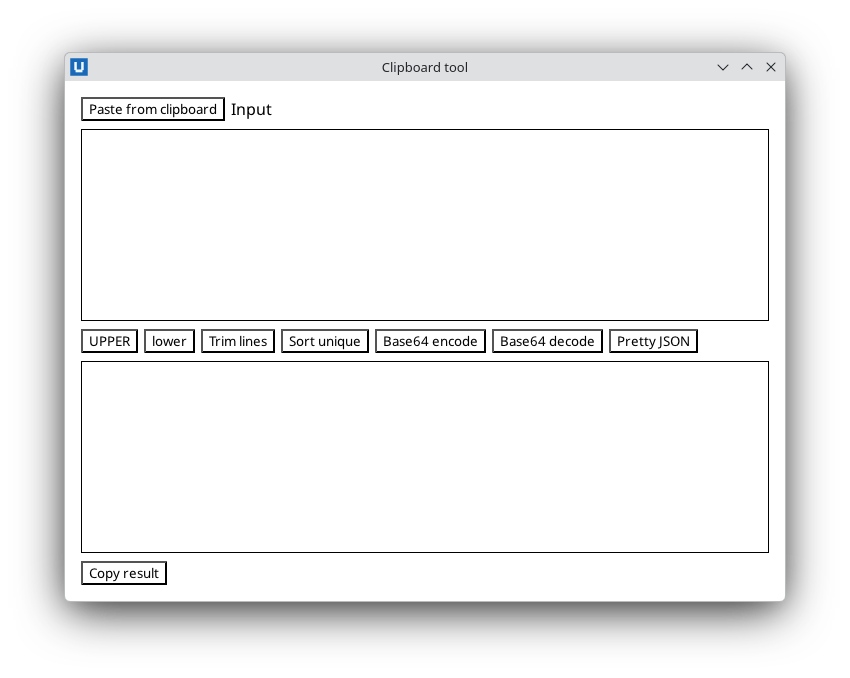 Clipboard tool
Paste from clipboard Input
UPPER lower Trim lines Sort unique Base64 encode Base64 decode Pretty JSON
Copy result